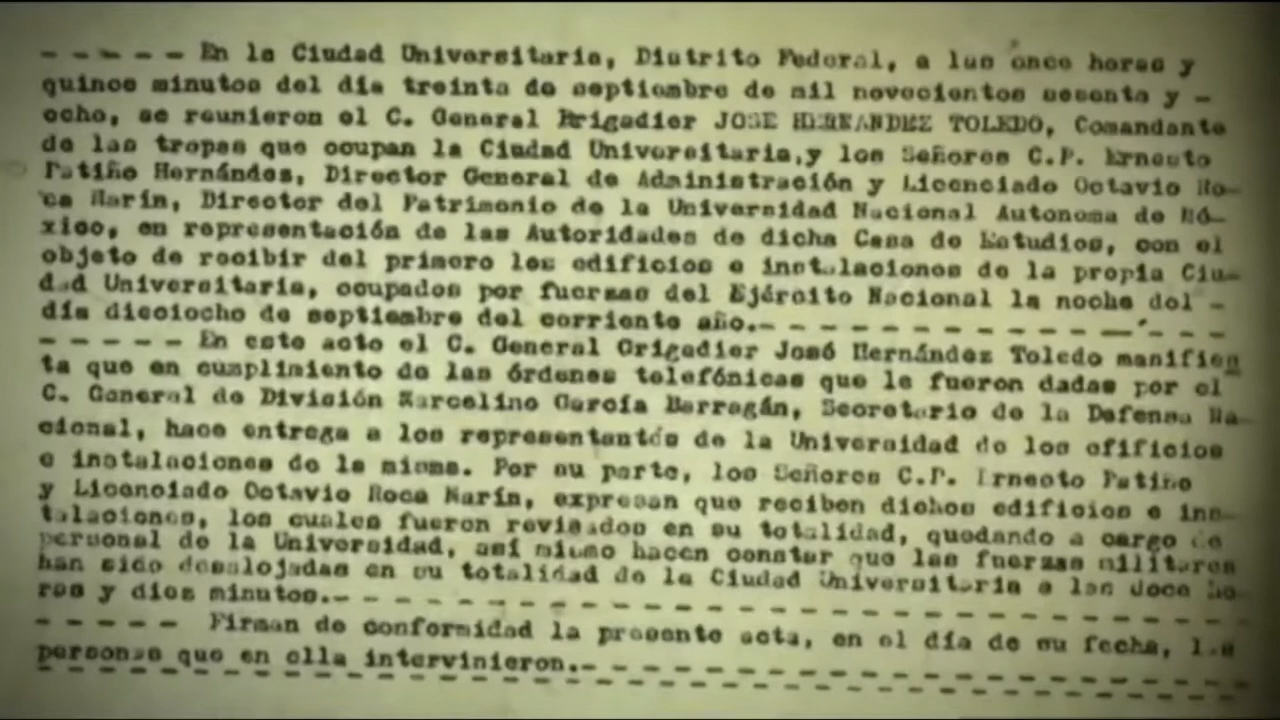 - - - - - En la Ciudad Universitaria, Distrito Federal, a las once horas y
quince minutos del día treinta de septiembre de mil novecientos sesenta y -
ocho, se reunieron el C. General Brigadier JOSE HERNANDEZ TOLEDO, Comandante
de las tropas que ocupan la Ciudad Universitaria,y los Señores C.P. Ernesto
Patiño Hernández, Director General de Administración y Licenciado Octavio Ro-
ca Marín, Director del Patrimonio de la Universidad Nacional Autonoma de Mé-
xico, en representación de las Autoridades de dicha Casa de Estudios, con el
objeto de recibir del primero los edificios e instalaciones de la propia Ciu-
dad Universitaria, ocupados por fuerzas del Ejército Nacional la noche del -
día dieciocho de septiembre del corriente año.- - - - - - - - - - - - - - - -
- - - - - En este acto el C. General Grigadier José Hernández Toledo manifies
ta que en cumplimiento de las órdenes telefónicas que le fueron dadas por el
C. General de División Marcelino García Barragán, Secretario de la Defensa Na-
cional, hace entrega a los representantes de la Universidad de los efificios
e instalaciones de la misma. Por su parte, los Señores C.P. Ernesto Patiño
y Licenciado Octavio Roca Marín, expresan que reciben dichos edificios e ins-
talaciones, los cuales fueron revisados en su totalidad, quedando a cargo de
personal de la Universidad, así mismo hacen constar que las fuerzas militares
han sido desalojadas en su totalidad de la Ciudad Universitaria a las doce ho-
ras y diez minutos.- - - - - - - - - - - - - - - - - - - - - - - - - - - - -
- - - - - Firman de conformidad la presente acta, en el día de su fecha, las
personas que en ella intervinieron.- - - - - - - - - - - - - - - - - - - - -
- - - - - - - - - - - - - - - - - - - - - - - - - - - - - - - - - - - - - - -